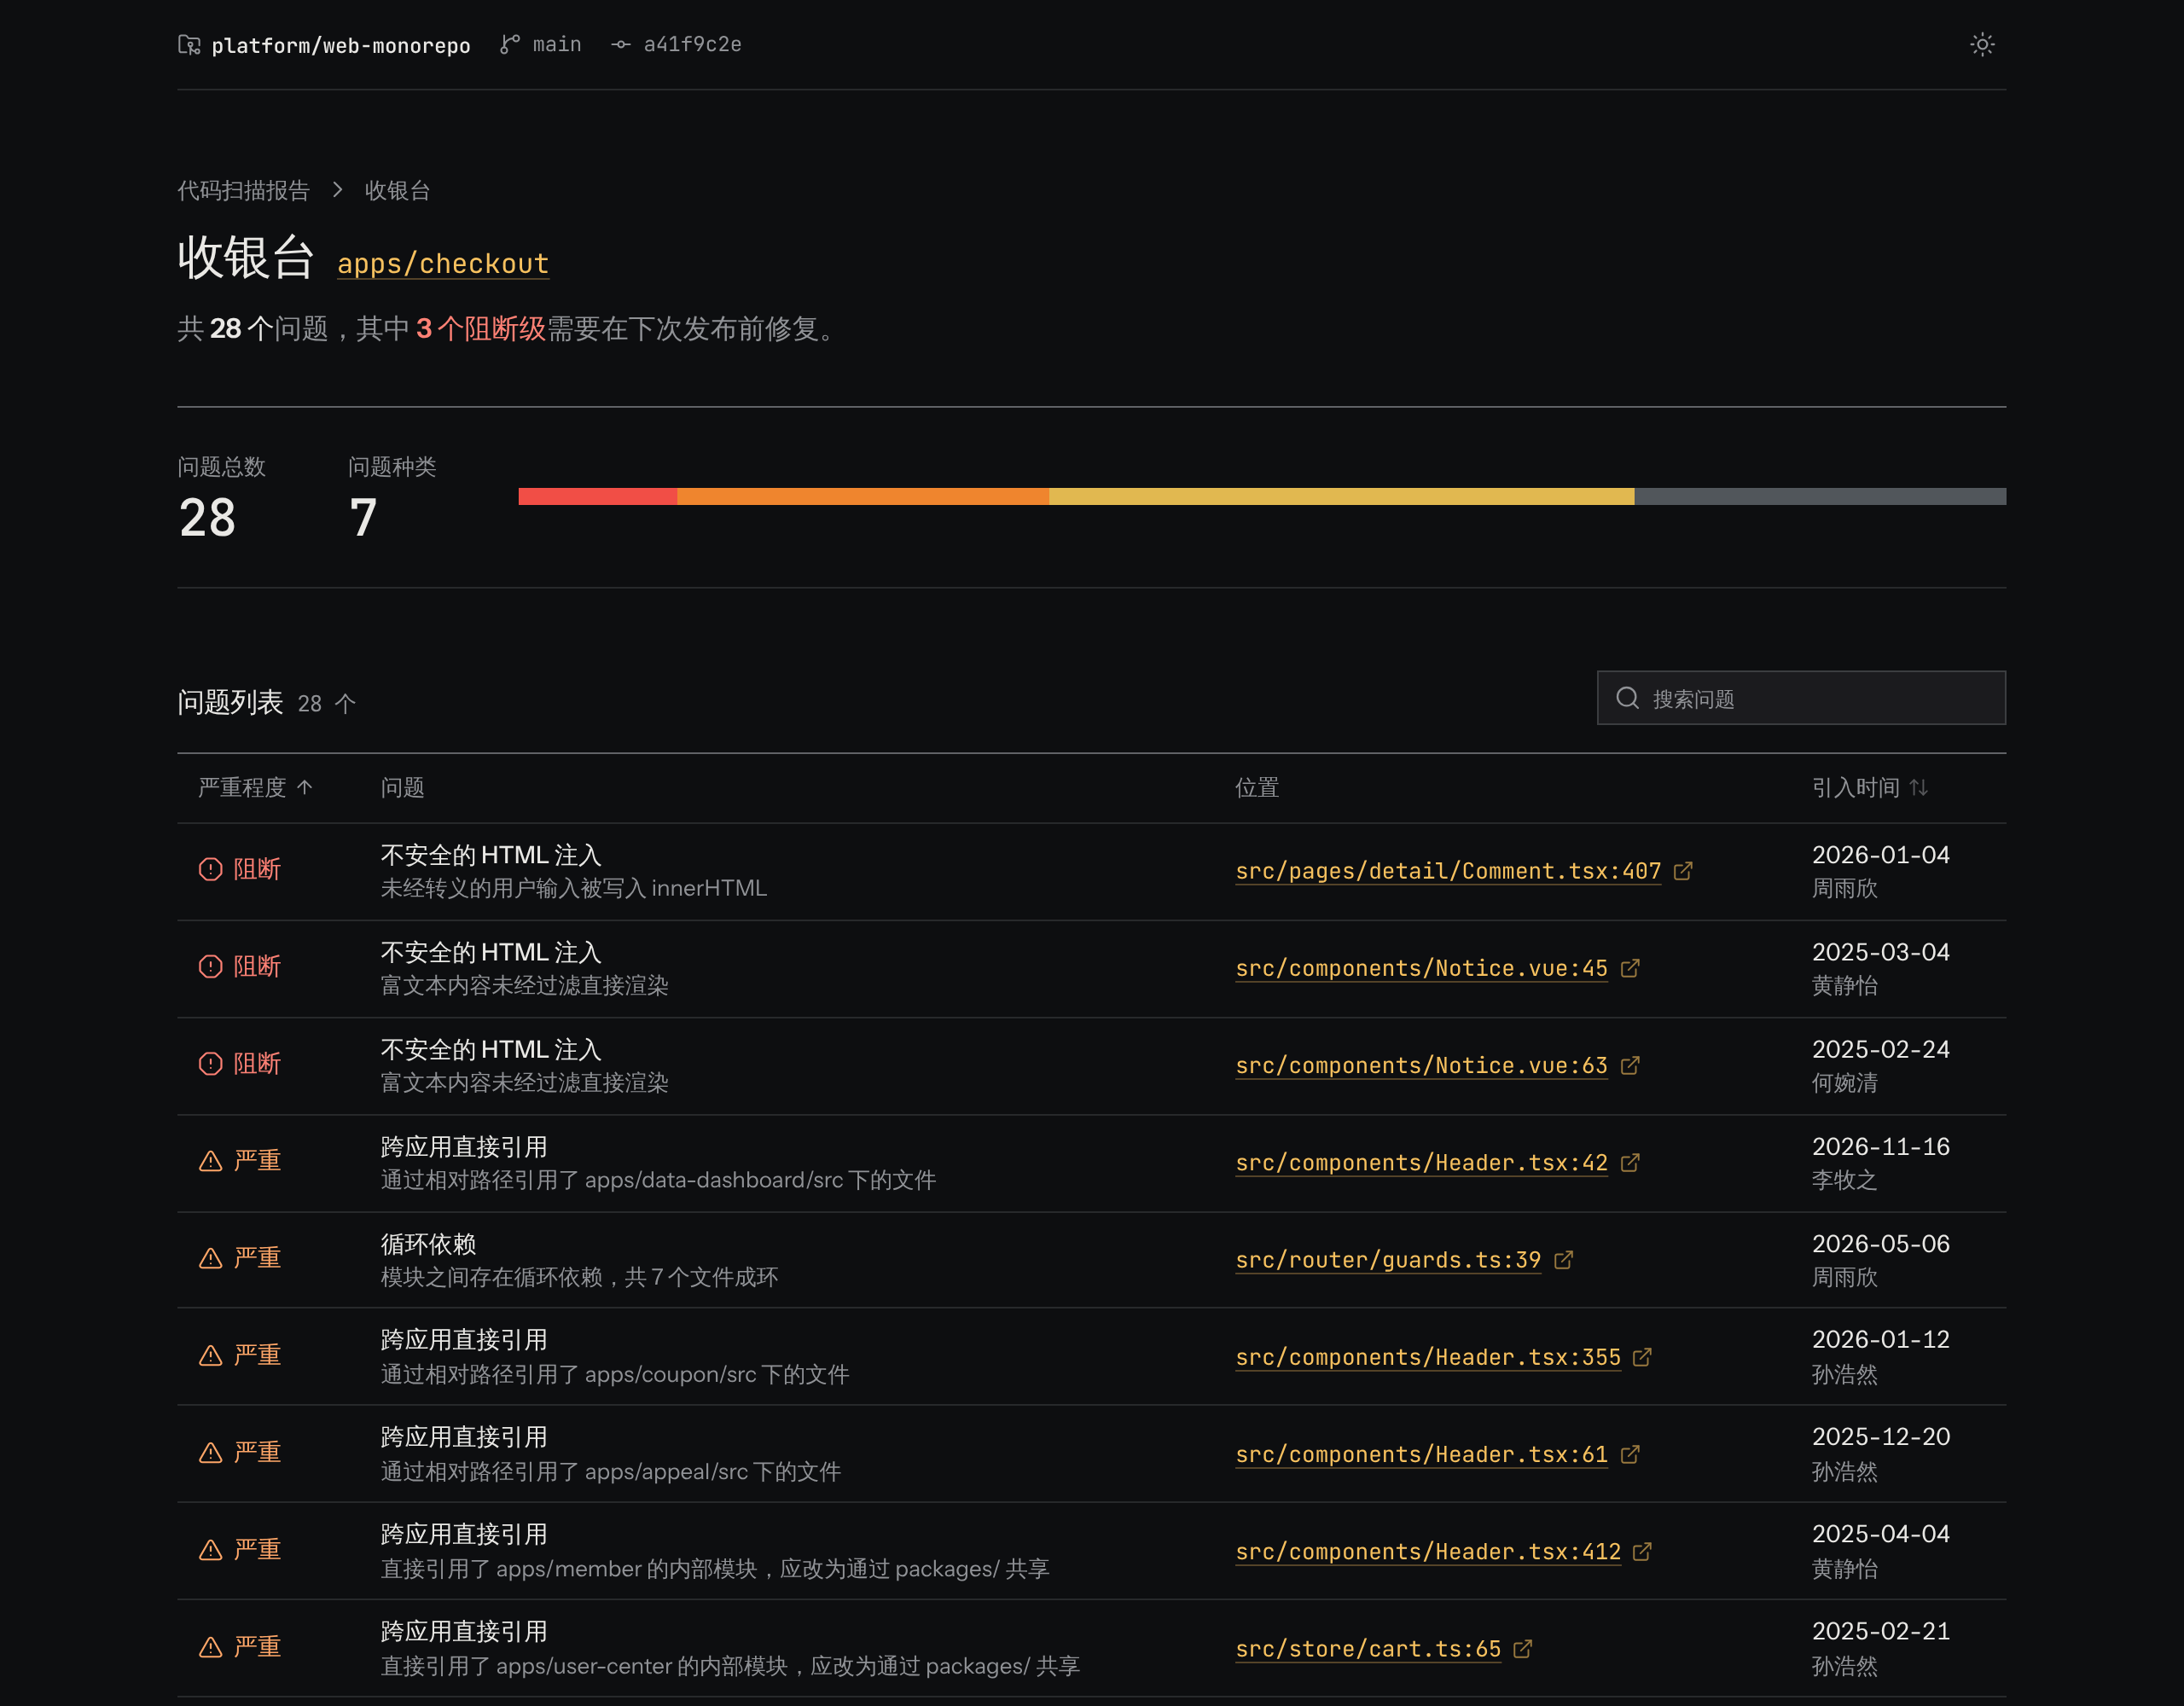 platform/web-monorepo main a41f9c2e
代码扫描报告 收银台
收银台 apps/checkout
共 28 个问题，其中 3 个阻断级需要在下次发布前修复。
问题总数 问题种类
28 7
问题列表 28 个 搜索问题
严重程度 问题 位置 引入时间
阻断 不安全的 HTML 注入 src/pages/detail/Comment.tsx:407 2026-01-04
未经转义的用户输入被写入 innerHTML 周雨欣
阻断 不安全的 HTML 注入 src/components/Notice.vue:45 2025-03-04
富文本内容未经过滤直接渲染 黄静怡
阻断 不安全的 HTML 注入 src/components/Notice.vue:63 2025-02-24
富文本内容未经过滤直接渲染 何婉清
严重 跨应用直接引用 src/components/Header.tsx:42 2026-11-16
通过相对路径引用了 apps/data-dashboard/src 下的文件 李牧之
严重 循环依赖 src/router/guards.ts:39 2026-05-06
模块之间存在循环依赖，共 7 个文件成环 周雨欣
严重 跨应用直接引用 src/components/Header.tsx:355 2026-01-12
通过相对路径引用了 apps/coupon/src 下的文件 孙浩然
严重 跨应用直接引用 src/components/Header.tsx:61 2025-12-20
通过相对路径引用了 apps/appeal/src 下的文件 孙浩然
严重 跨应用直接引用 src/components/Header.tsx:412 2025-04-04
直接引用了 apps/member 的内部模块，应改为通过 packages/ 共享 黄静怡
严重 跨应用直接引用 src/store/cart.ts:65 2025-02-21
直接引用了 apps/user-center 的内部模块，应改为通过 packages/ 共享 孙浩然